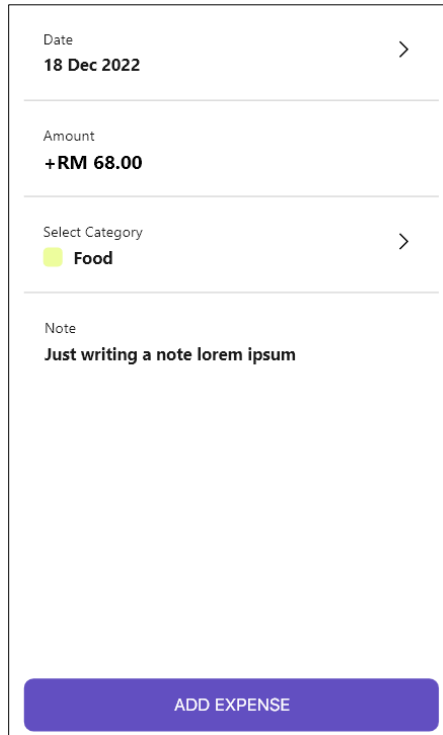 Date
18 Dec 2022
Amount
+RM 68.00
Select Category
Food
Note
Just writing a note lorem ipsum
ADD EXPENSE